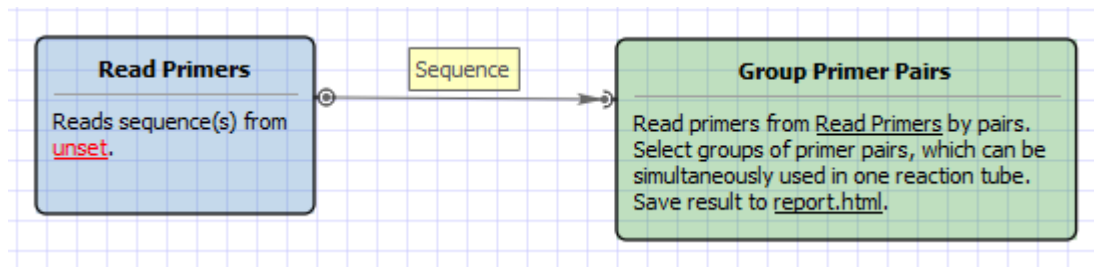 Read Primers
Reads sequence(s) from
unset.
Sequence
Group Primer Pairs
Read primers from Read Primers by pairs.
Select groups of primer pairs, which can be
simultaneously used in one reaction tube.
Save result to report.html.